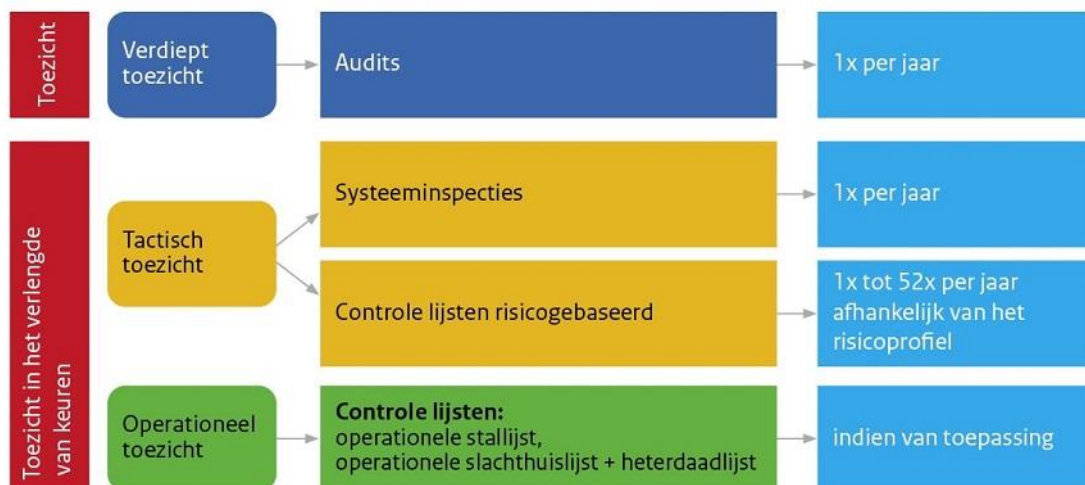 Toezicht
Verdiept
toezicht
Audits
1x per jaar
Toezicht in het verlengde
van keuren
Tactisch
toezicht
Systeeminspecties
1x per jaar
Controle lijsten risicogebaseerd
1x tot 52x per jaar
afhankelijk van het
risicoprofiel
Operationeel
toezicht
Controle lijsten:
operationele stallijst,
operationele slachthuislijst + heterdaadlijst
indien van toepassing